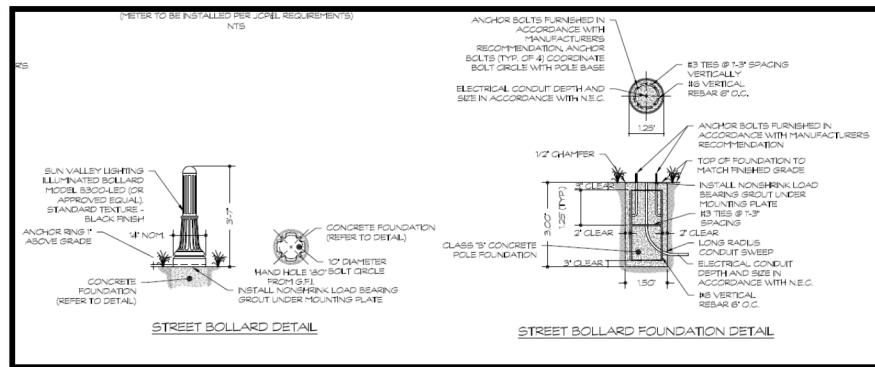 (METER TO BE INSTALLED PER JCP&L REQUIREMENTS)
NTS
RS
SUN VALLEY LIGHTING
ILLUMINATED BOLLARD
MODEL B300-LED (OR
APPROVED EQUAL).
STANDARD TEXTURE -
BLACK FINISH
ANCHOR RING 1"
ABOVE GRADE
14" NOM.
3'-7"
CONCRETE
FOUNDATION
(REFER TO DETAIL)
CONCRETE FOUNDATION
(REFER TO DETAIL)
10" DIAMETER
BOLT CIRCLE
HAND HOLE 180°
FROM G.F.I.
INSTALL NONSHRINK LOAD BEARING
GROUT UNDER MOUNTING PLATE
STREET BOLLARD DETAIL
ANCHOR BOLTS FURNISHED IN
ACCORDANCE WITH
MANUFACTURER'S
RECOMMENDATION, ANCHOR
BOLTS (TYP. OF 4) COORDINATE
BOLT CIRCLE WITH POLE BASE
ELECTRICAL CONDUIT DEPTH AND
SIZE IN ACCORDANCE WITH N.E.C.
#3 TIES @ 1'-3" SPACING
VERTICALLY
#6 VERTICAL
REBAR 6" O.C.
1.25'
ANCHOR BOLTS FURNISHED IN
ACCORDANCE WITH MANUFACTURER'S
RECOMMENDATION
1/2" CHAMFER
TOP OF FOUNDATION TO
MATCH FINISHED GRADE
3" CLEAR
INSTALL NONSHRINK LOAD
BEARING GROUT UNDER
MOUNTING PLATE
3.00'
1.25' (TYP.)
#3 TIES @ 1'-3"
SPACING
2" CLEAR
2" CLEAR
CLASS "B" CONCRETE
POLE FOUNDATION
LONG RADIUS
CONDUIT SWEEP
3" CLEAR
ELECTRICAL CONDUIT
DEPTH AND SIZE IN
ACCORDANCE WITH N.E.C.
1.50'
#6 VERTICAL
REBAR 6" O.C.
STREET BOLLARD FOUNDATION DETAIL